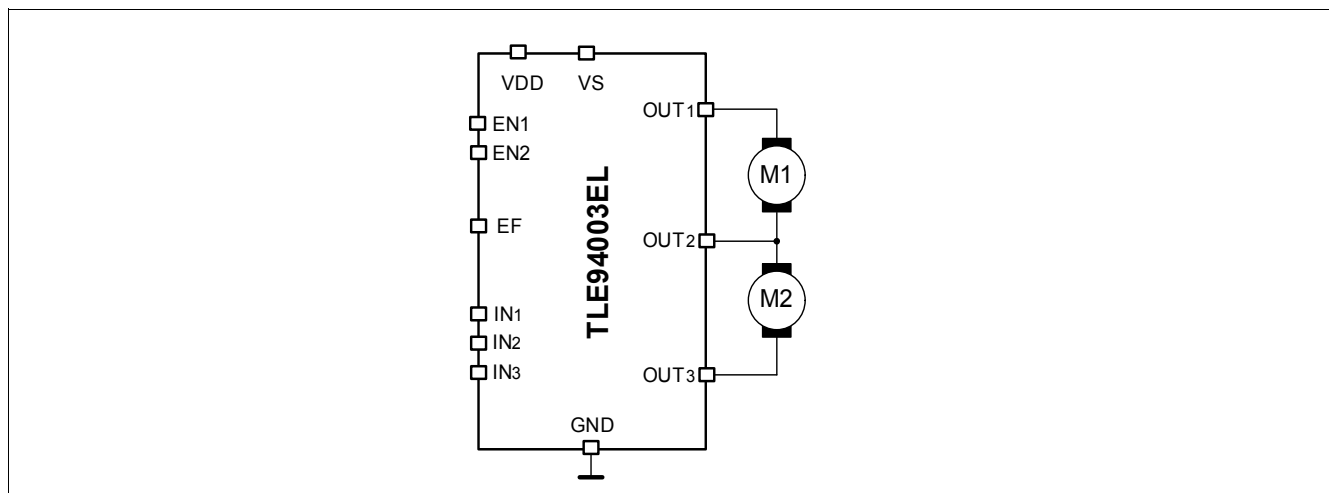 VDD
VS
EN1
EN2
EF
IN1
IN2
IN3
TLE94003EL
OUT1
OUT2
OUT3
M1
M2
GND